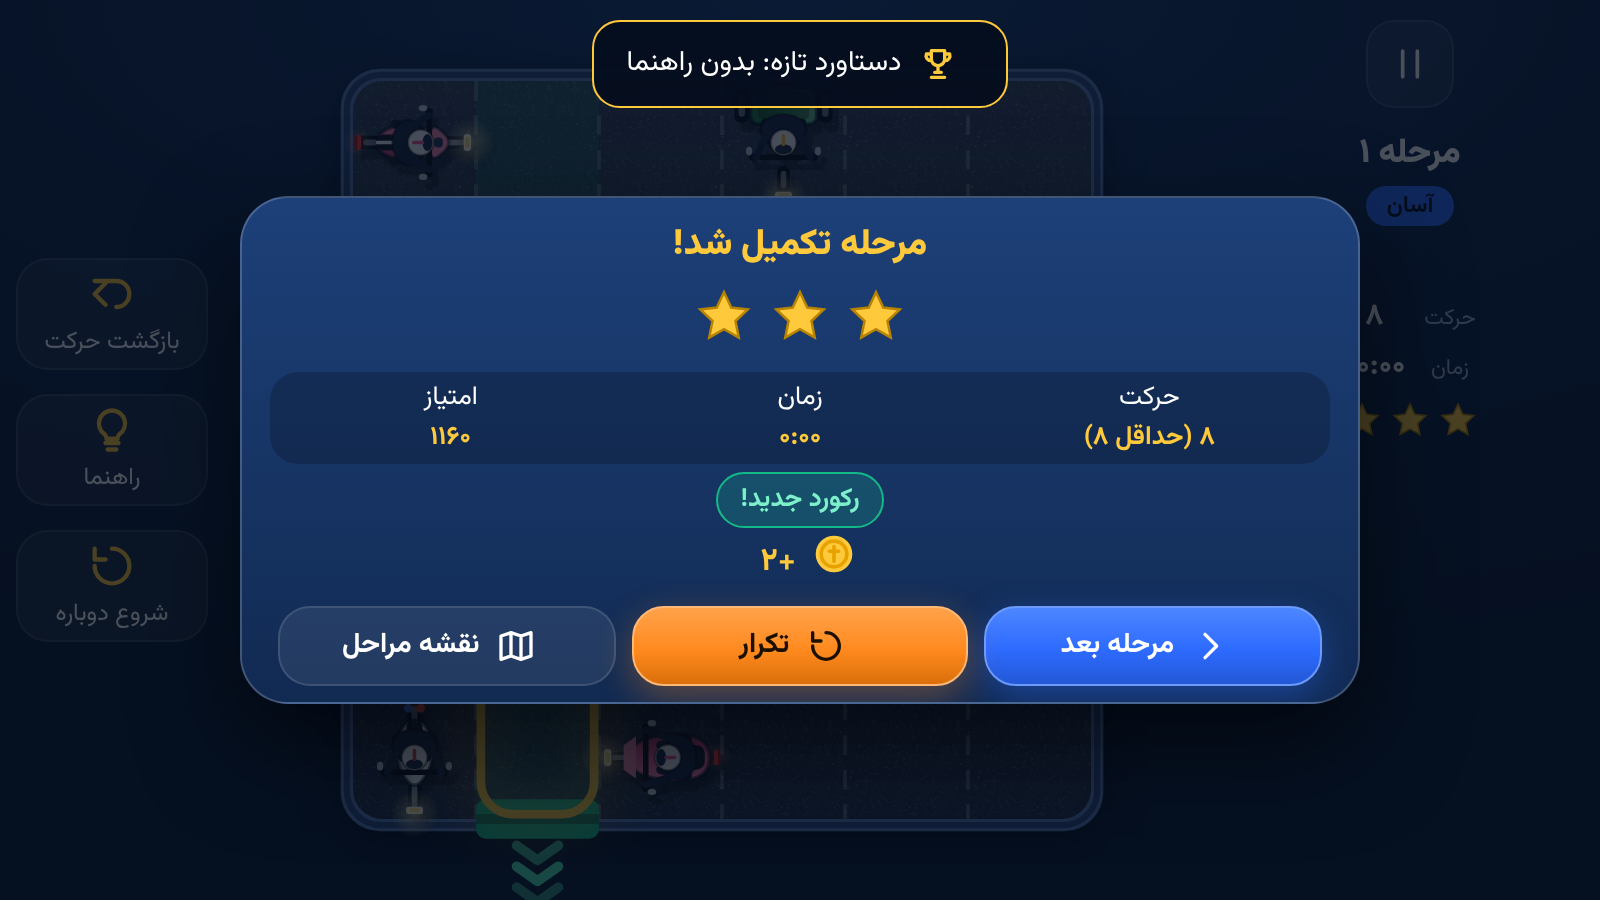 دستاورد تازه: بدون راهنما
مرحله ۱
آسان
حرکت ۸
زمان ۰:۰۰
بازگشت حرکت
راهنما
شروع دوباره
مرحله تکمیل شد!
حرکت
۸ (حداقل ۸)
زمان
۰:۰۰
امتیاز
۱۱۶۰
رکورد جدید!
+۲
مرحله بعد
تکرار
نقشه مراحل